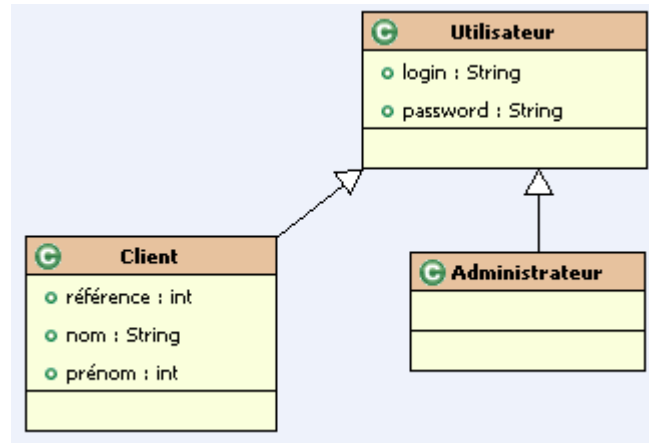 Utilisateur
login : String
password : String
Client
référence : int
nom : String
prénom : int
Administrateur